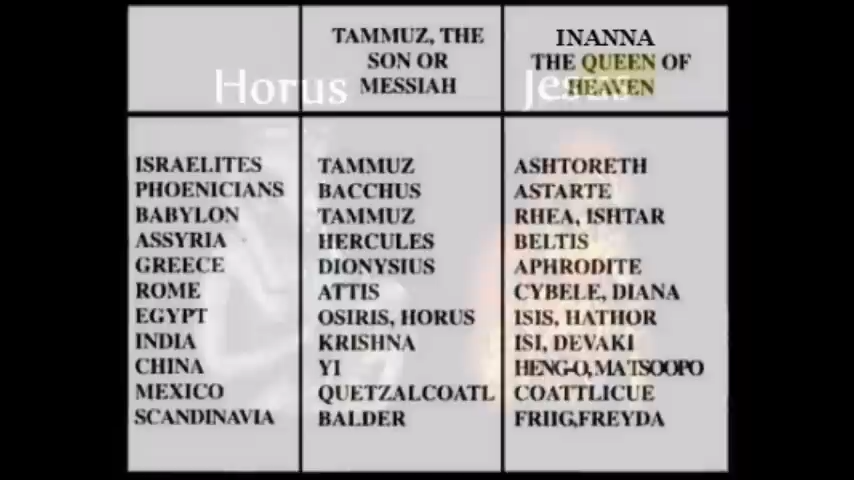 TAMMUZ, THE SON OR MESSIAH
INANNA THE QUEEN OF HEAVEN
Horus Jesus
ISRAELITES TAMMUZ ASHTORETH
PHOENICIANS BACCHUS ASTARTE
BABYLON TAMMUZ RHEA, ISHTAR
ASSYRIA HERCULES BELTIS
GREECE DIONYSIUS APHRODITE
ROME ATTIS CYBELE, DIANA
EGYPT OSIRIS, HORUS ISIS, HATHOR
INDIA KRISHNA ISI, DEVAKI
CHINA YI HENG-O, MA TSOOPO
MEXICO QUETZALCOATL COATTLICUE
SCANDINAVIA BALDER FRIIG,FREYDA